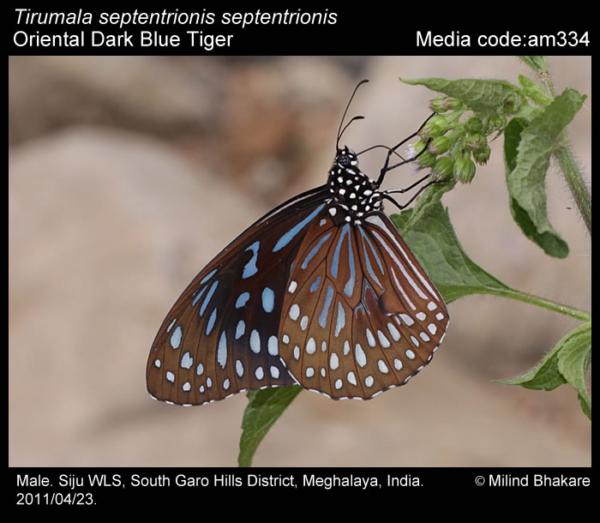 Tirumala septentrionis septentrionis
Oriental Dark Blue Tiger Media code:am334
Male. Siju WLS, South Garo Hills District, Meghalaya, India. © Milind Bhakare
2011/04/23.